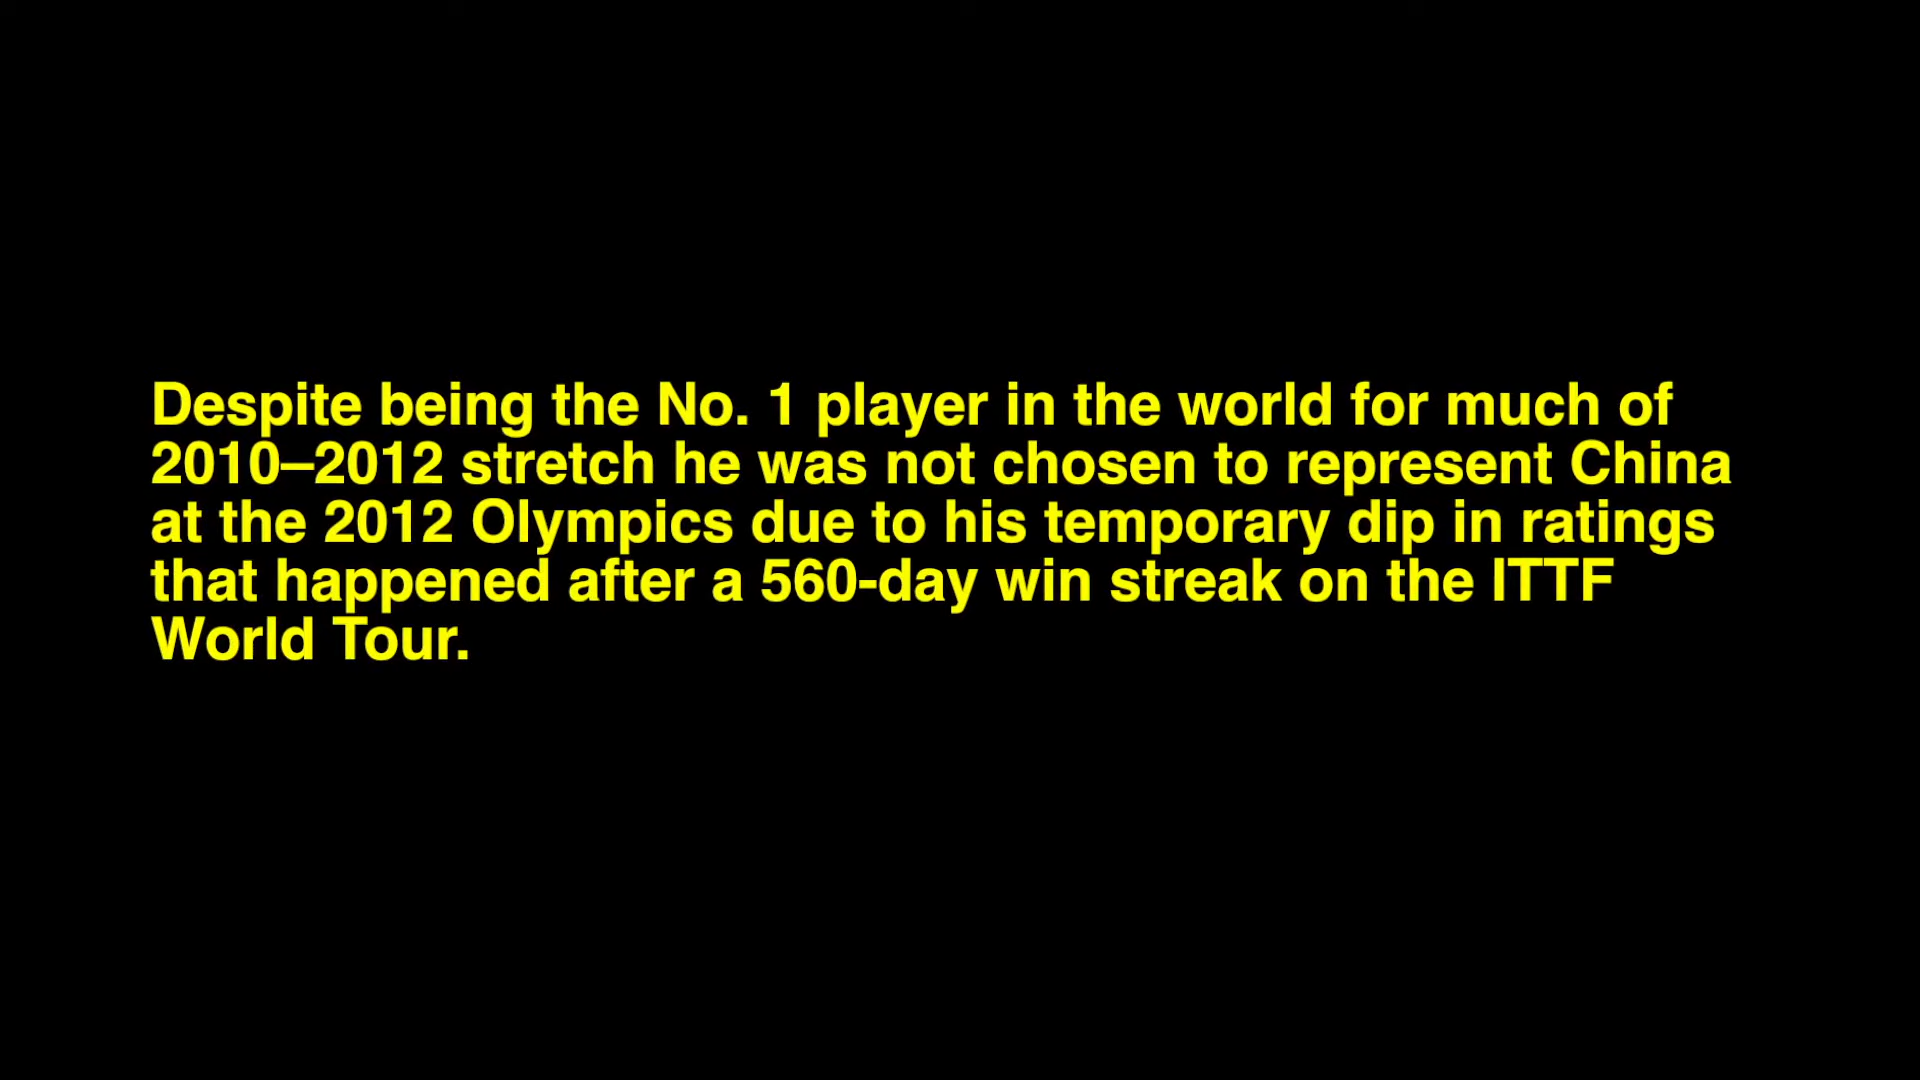 Despite being the No. 1 player in the world for much of
2010–2012 stretch he was not chosen to represent China
at the 2012 Olympics due to his temporary dip in ratings
that happened after a 560-day win streak on the ITTF
World Tour.